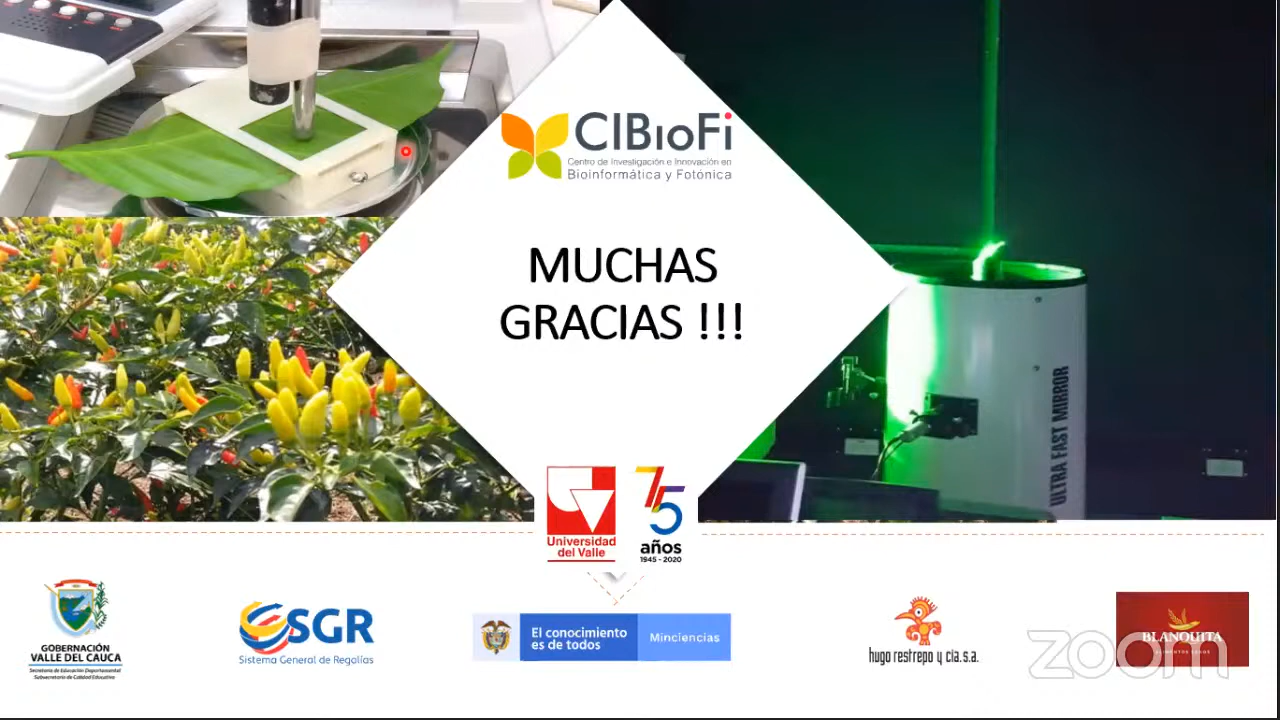 CIBioFi
Centro de Investigación e Innovación en
Bioinformática y Fotónica
MUCHAS
GRACIAS !!!
ULTRA FAST MIRROR
Universidad
del Valle
75
años
1945 - 2020
GOBERNACIÓN
VALLE DEL CAUCA
Secretaría de Educación Departamental
Subsecretaría de Calidad Educativa
SGR
Sistema General de Regalías
El conocimiento
es de todos
Minciencias
hugo restrepo y cía.s.a.
BLANQUITA
zoom